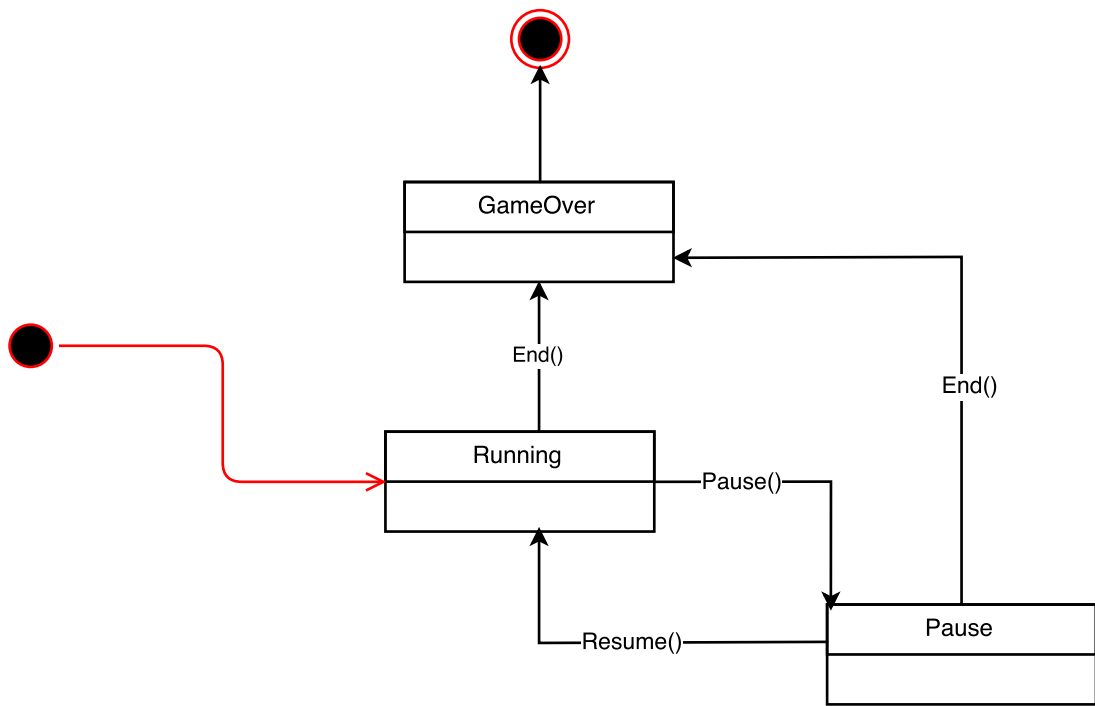 GameOver
End()
End()
Running
Pause()
Pause
Resume()